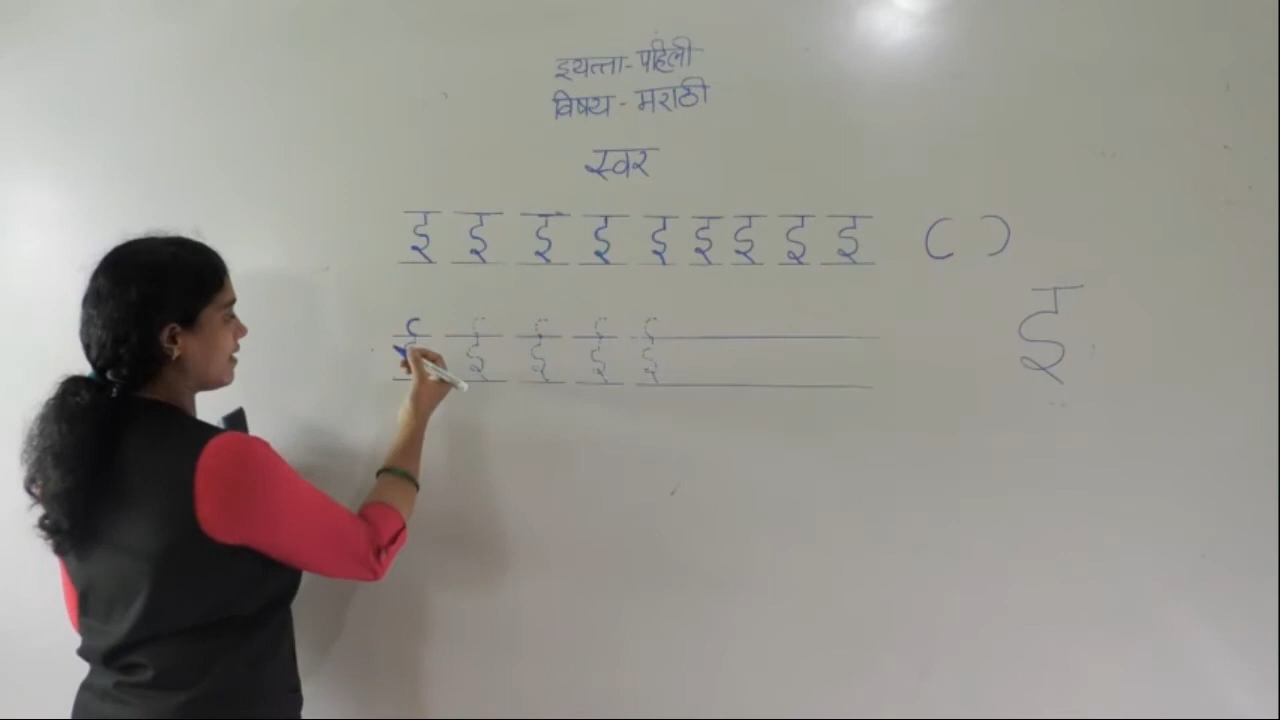 इयत्ता - पहिली
विषय - मराठी
स्वर
इ इ इ इ इ इ इ इ इ ( )
इ
ई ई ई ई ई